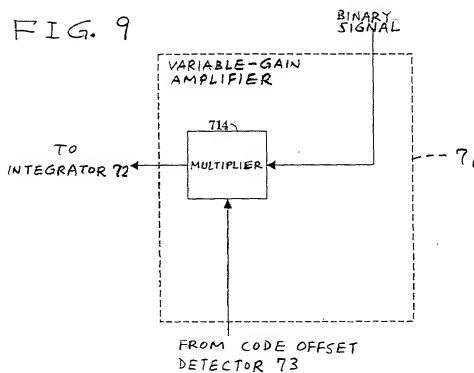 FIG. 9
BINARY
SIGNAL
VARIABLE-GAIN
AMPLIFIER
714
MULTIPLIER
TO
INTEGRATOR 72
FROM CODE OFFSET
DETECTOR 73